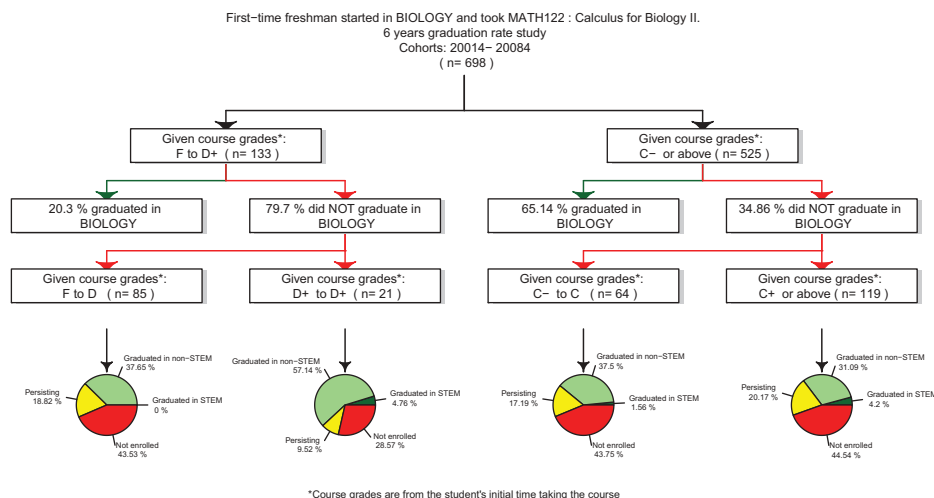 First−time freshman started in BIOLOGY and took MATH122 : Calculus for Biology II.
6 years graduation rate study
Cohorts: 20014− 20084
( n= 698 )
Given course grades*:
F to D+ ( n= 133 )
Given course grades*:
C− or above ( n= 525 )
20.3 % graduated in
BIOLOGY
79.7 % did NOT graduate in
BIOLOGY
65.14 % graduated in
BIOLOGY
34.86 % did NOT graduate in
BIOLOGY
Given course grades*:
F to D ( n= 85 )
Given course grades*:
D+ to D+ ( n= 21 )
Given course grades*:
C− to C ( n= 64 )
Given course grades*:
C+ or above ( n= 119 )
Graduated in non−STEM
37.65 %
Persisting
18.82 %
Graduated in STEM
0 %
Not enrolled
43.53 %
Graduated in non−STEM
57.14 %
Graduated in STEM
4.76 %
Persisting
9.52 %
Not enrolled
28.57 %
Graduated in non−STEM
37.5 %
Persisting
17.19 %
Graduated in STEM
1.56 %
Not enrolled
43.75 %
Graduated in non−STEM
31.09 %
Persisting
20.17 %
Graduated in STEM
4.2 %
Not enrolled
44.54 %
*Course grades are from the student's initial time taking the course